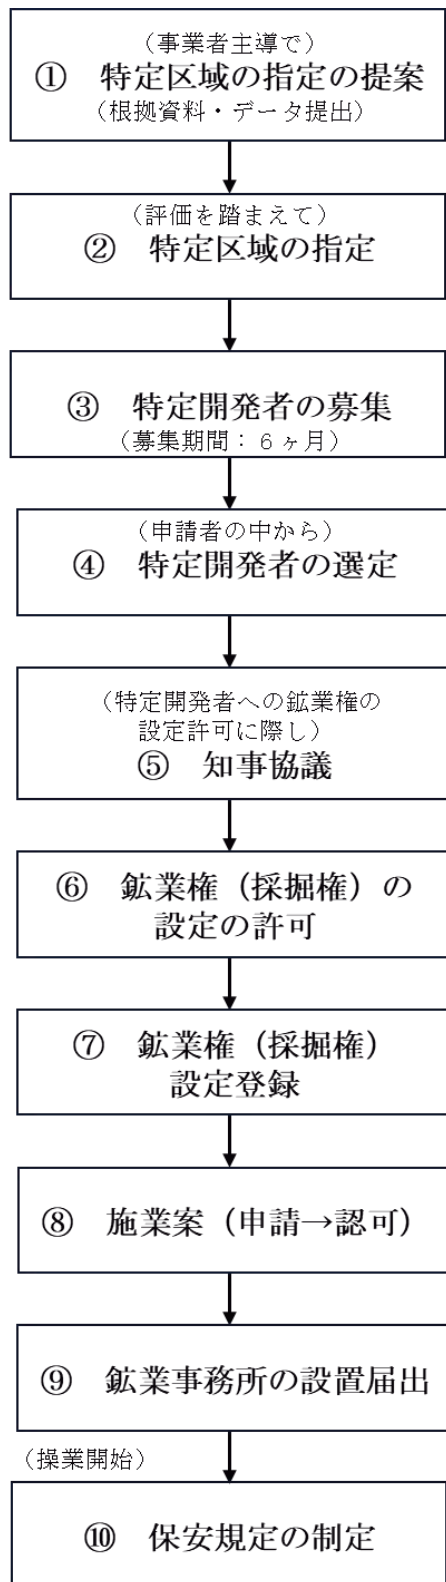 （事業者主導で）
① 特定区域の指定の提案
（根拠資料・データ提出）
（評価を踏まえて）
② 特定区域の指定
③ 特定開発者の募集
（募集期間：６ヶ月）
（申請者の中から）
④ 特定開発者の選定
（特定開発者への鉱業権の
設定許可に際し）
⑤ 知事協議
⑥ 鉱業権（採掘権）の
設定の許可
⑦ 鉱業権（採掘権）
設定登録
⑧ 施業案（申請→認可）
⑨ 鉱業事務所の設置届出
（操業開始）
⑩ 保安規定の制定